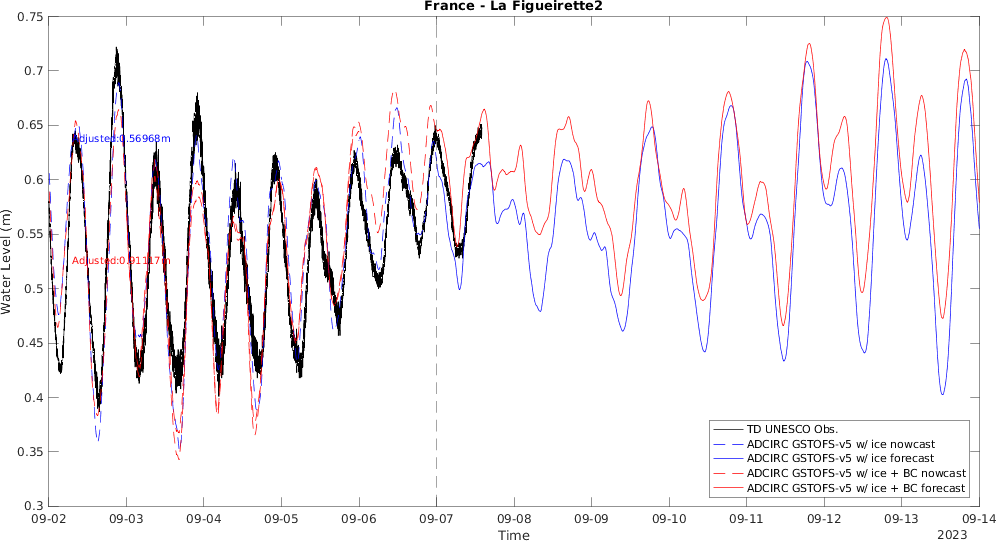 France - La Figueirette2
Water Level (m)
0.75
0.7
0.65
0.6
0.55
0.5
0.45
0.4
0.35
0.3
Adjusted:0.56968m
Adjusted:0.91117m
TD UNESCO Obs.
ADCIRC GSTOFS-v5 w/ ice nowcast
ADCIRC GSTOFS-v5 w/ ice forecast
ADCIRC GSTOFS-v5 w/ ice + BC nowcast
ADCIRC GSTOFS-v5 w/ ice + BC forecast
09-02 09-03 09-04 09-05 09-06 09-07 09-08 09-09 09-10 09-11 09-12 09-13 09-14
Time
2023